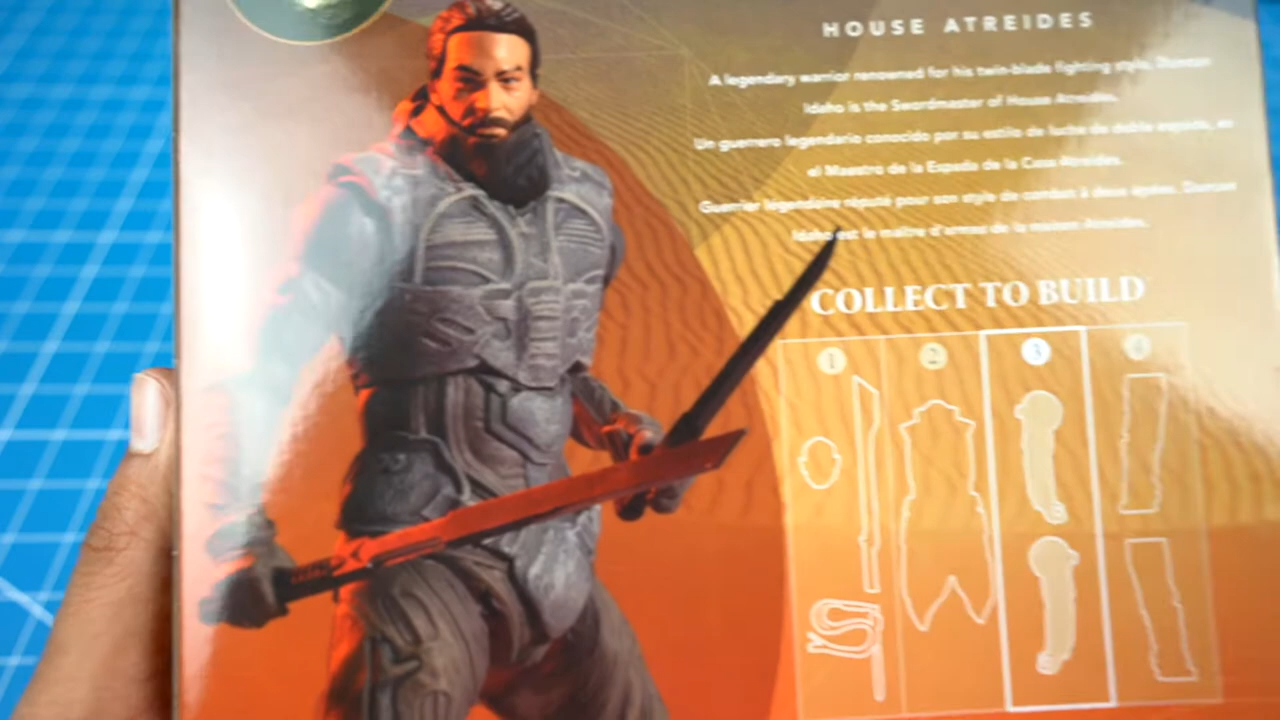 HOUSE ATREIDES
A legendary warrior renowned for his twin-blade fighting style, Duncan
Idaho is the Swordmaster of House Atreides.
Un guerrero legendario conocido por su estilo de lucha de doble espada, es
el Maestro de la Espada de la Casa Atreides.
Guerrier légendaire réputé pour son style de combat à deux épées, Duncan
Idaho est le maître d'armes de la maison Atreides.
COLLECT TO BUILD
1 2 3 4